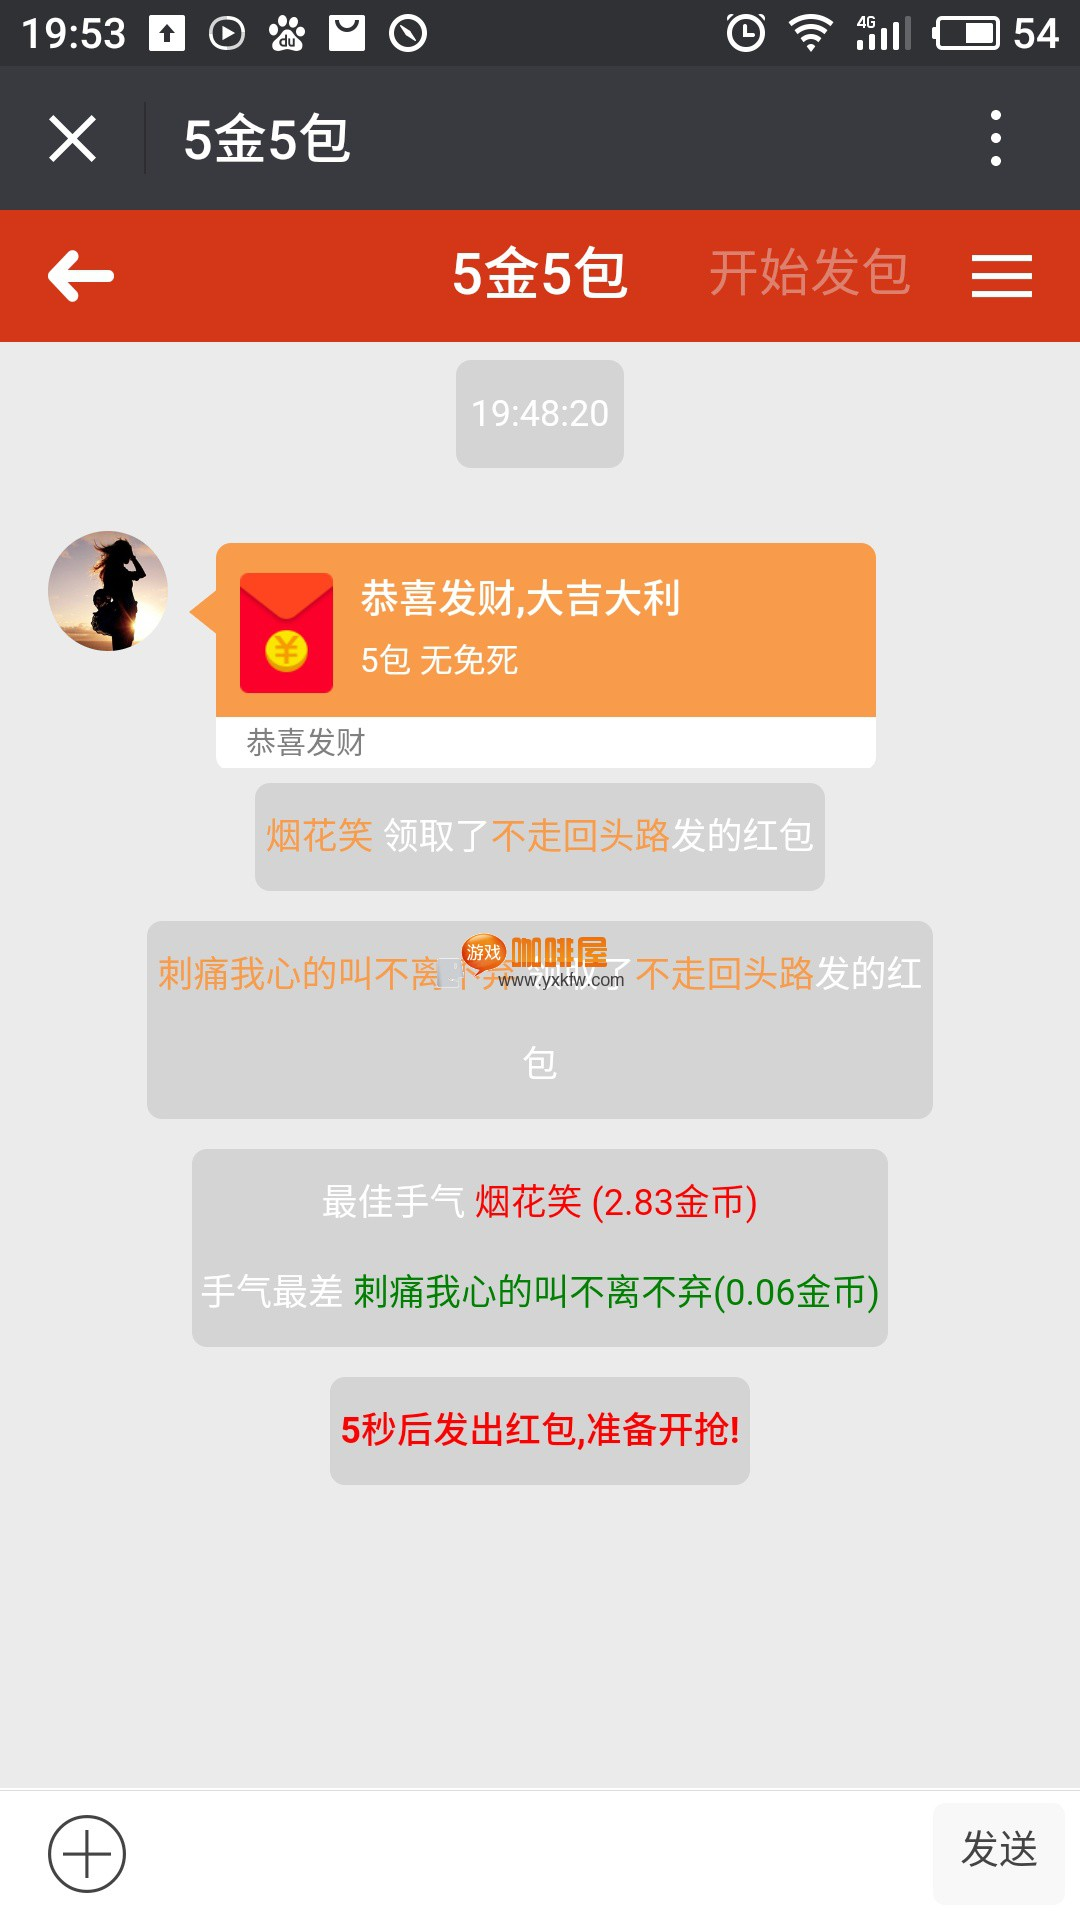 19:53
du
4G
54
5金5包
5金5包
开始发包
19:48:20
恭喜发财,大吉大利
5包 无免死
恭喜发财
烟花笑 领取了不走回头路发的红包
刺痛我心的叫不离不弃 领取了不走回头路发的红
包
游戏咖啡屋
www.yxkfw.com
最佳手气 烟花笑 (2.83金币)
手气最差 刺痛我心的叫不离不弃(0.06金币)
5秒后发出红包,准备开抢!
发送